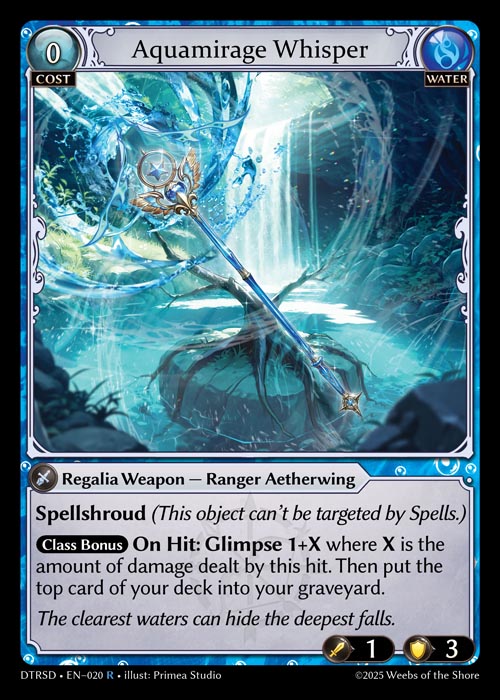 0
Aquamirage Whisper
COST
WATER
Regalia Weapon — Ranger Aetherwing
Spellshroud (This object can't be targeted by Spells.)
Class Bonus On Hit: Glimpse 1+X where X is the
amount of damage dealt by this hit. Then put the
top card of your deck into your graveyard.
The clearest waters can hide the deepest falls.
1
3
DTRSD • EN-020 R • illust: Primea Studio
©2025 Weebs of the Shore